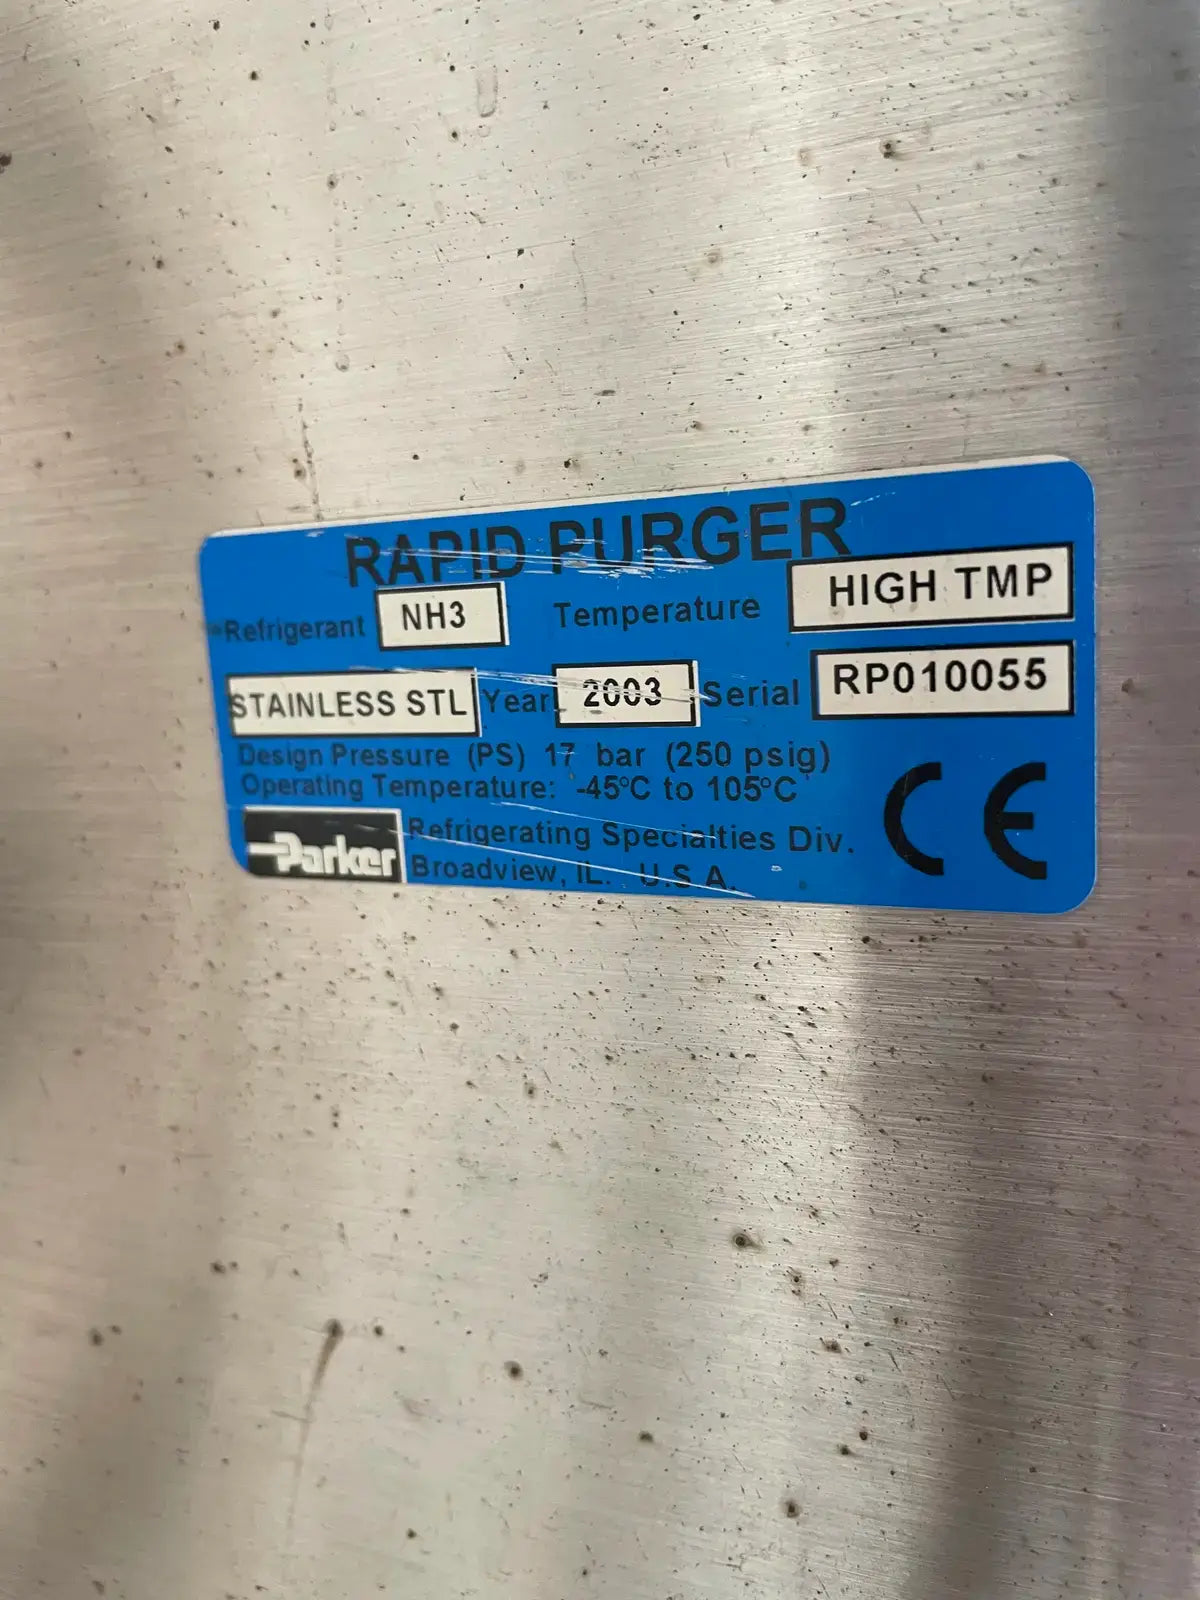 RAPID PURGER
Refrigerant NH3 Temperature HIGH TMP
STAINLESS STL Year 2003 Serial RP010055
Design Pressure (PS) 17 bar (250 psig)
Operating Temperature: -45°C to 105°C
Parker Refrigerating Specialties Div.
Broadview, IL. U.S.A.
CE